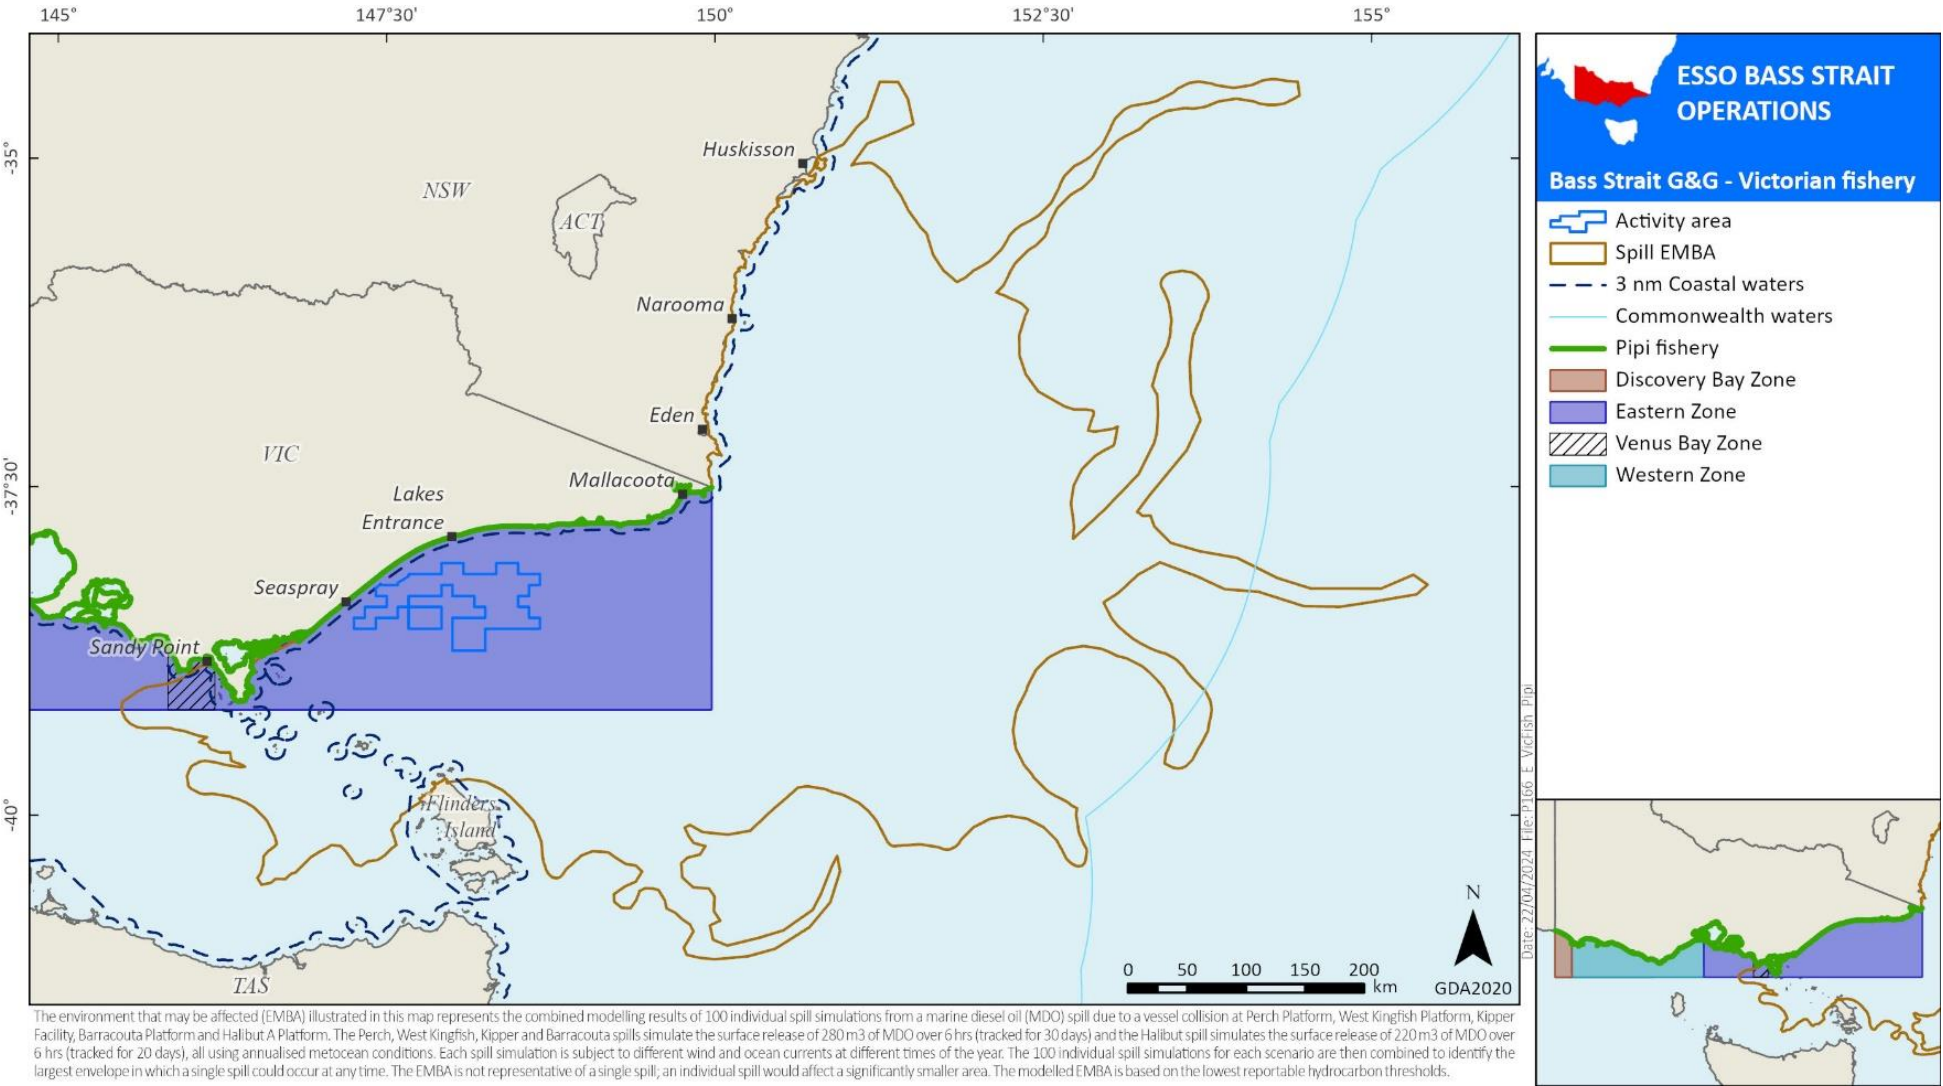 145°
147°30'
150°
152°30'
155°
-35°
-37°30'
-40°
Huskisson
NSW
ACT
Narooma
Eden
VIC
Mallacoota
Lakes
Entrance
Seaspray
Sandy Point
Flinders
Island
TAS
0 50 100 150 200
km
N
GDA2020
Date: 22/04/2024 File: P166_E_VicFish_Pipi
ESSO BASS STRAIT
OPERATIONS
Bass Strait G&G - Victorian fishery
Activity area
Spill EMBA
3 nm Coastal waters
Commonwealth waters
Pipi fishery
Discovery Bay Zone
Eastern Zone
Venus Bay Zone
Western Zone
The environment that may be affected (EMBA) illustrated in this map represents the combined modelling results of 100 individual spill simulations from a marine diesel oil (MDO) spill due to a vessel collision at Perch Platform, West Kingfish Platform, Kipper
Facility, Barracouta Platform and Halibut A Platform. The Perch, West Kingfish, Kipper and Barracouta spills simulate the surface release of 280 m3 of MDO over 6 hrs (tracked for 30 days) and the Halibut spill simulates the surface release of 220 m3 of MDO over
6 hrs (tracked for 20 days), all using annualised metocean conditions. Each spill simulation is subject to different wind and ocean currents at different times of the year. The 100 individual spill simulations for each scenario are then combined to identify the
largest envelope in which a single spill could occur at any time. The EMBA is not representative of a single spill; an individual spill would affect a significantly smaller area. The modelled EMBA is based on the lowest reportable hydrocarbon thresholds.